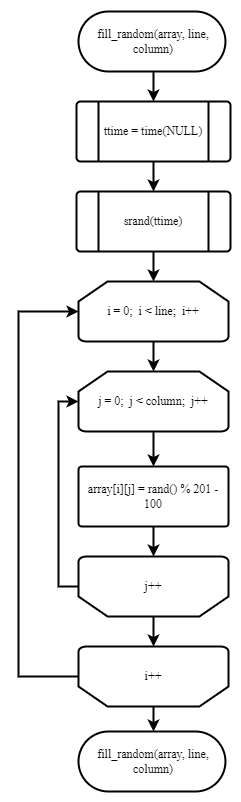 fill_random(array, line,
column)
ttime = time(NULL)
srand(ttime)
i = 0; i < line; i++
j = 0; j < column; j++
array[i][j] = rand() % 201 -
100
j++
i++
fill_random(array, line,
column)